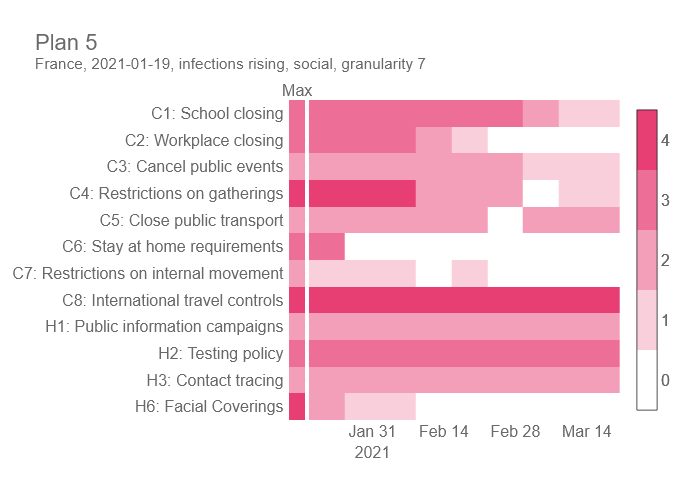 Plan 5
France, 2021-01-19, infections rising, social, granularity 7
Max
C1: School closing
C2: Workplace closing
C3: Cancel public events
C4: Restrictions on gatherings
C5: Close public transport
C6: Stay at home requirements
C7: Restrictions on internal movement
C8: International travel controls
H1: Public information campaigns
H2: Testing policy
H3: Contact tracing
H6: Facial Coverings
Jan 31 Feb 14 Feb 28 Mar 14
2021
4
3
2
1
0